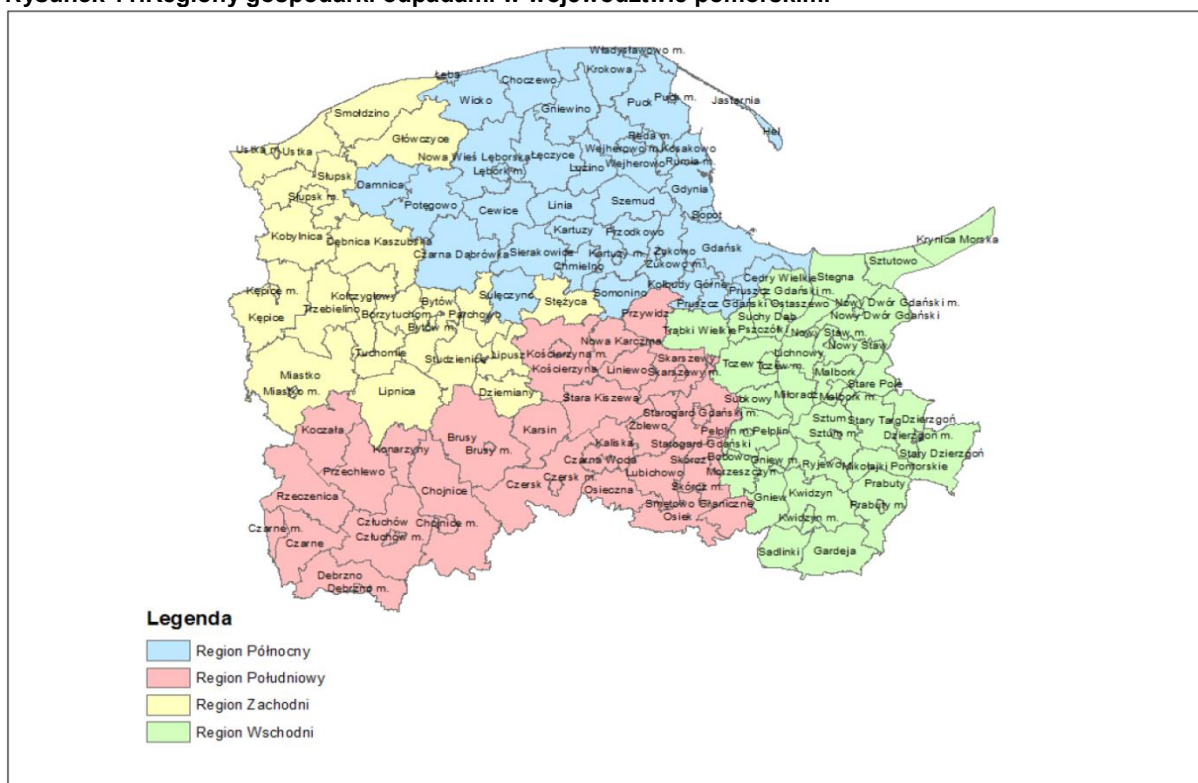 Rysunek 11.Regiony gospodarki odpadami w województwie pomorskim.
Władysławowo m.
Łeba
Choczewo
Krokowa
Wicko
Gniewino
Puck
Puck m.
Jastarnia
Hel
Smołdzino
Główczyce
Ustka m.
Ustka
Nowa Wieś Lęborska
Łęczyce
Reda m.
Wejherowo m.
Kosakowo
Słupsk
Lębork m.
Luzino
Wejherowo
Rumia m.
Damnica
Słupsk m.
Potęgowo
Cewice
Linia
Szemud
Gdynia
Sopot
Kobylnica
Dębnica Kaszubska
Kartuzy
Przodkowo
Krynica Morska
Czarna Dąbrówka
Sierakowice
Kartuzy m.
Żukowo
Gdańsk
Chmielno
Żukowo m.
Sztutowo
Kępice m.
Kołczygłowy
Bytów
Sulęczyno
Stężyca
Somonino
Kolbudy Górne
Cedry Wielkie
Stegna
Pruszcz Gdański m.
Kępice
Trzebielino
Borzytuchom
Parchowo
Bytów m.
Przywidz
Pruszcz Gdański
Ostaszewo
Nowy Dwór Gdański m.
Suchy Dąb
Nowy Dwór Gdański
Trąbki Wielkie
Pszczółki
Nowy Staw m.
Tuchomie
Studzienice
Lipusz
Kościerzyna m.
Nowa Karczma
Nowy Staw
Skarszewy
Lichnowy
Miastko
Kościerzyna
Liniewo
Skarszewy m.
Tczew
Tczew m.
Malbork
Miastko m.
Lipnica
Dziemiany
Stara Kiszewa
Subkowy
Miłoradz
Malbork m.
Stare Pole
Koczała
Karsin
Starogard Gdański m.
Sztum
Stary Targ
Dzierzgoń
Brusy
Zblewo
Pelplin m.
Pelplin
Sztum m.
Dzierzgoń m.
Konarzyny
Brusy m.
Kaliska
Starogard Gdański
Stary Dzierzgoń
Przechlewo
Czarna Woda
Skórcz
Bobowo
Gniew m.
Ryjewo
Mikołajki Pomorskie
Lubichowo
Morzeszczyn
Rzeczenica
Chojnice
Czersk
Czersk m.
Osieczna
Skórcz m.
Gniew
Kwidzyn
Prabuty
Smętowo Graniczne
Prabuty m.
Czarne m.
Człuchów
Chojnice m.
Osiek
Kwidzyn m.
Czarne
Człuchów m.
Sadlinki
Gardeja
Debrzno
Debrzno m.
Legenda
Region Północny
Region Południowy
Region Zachodni
Region Wschodni